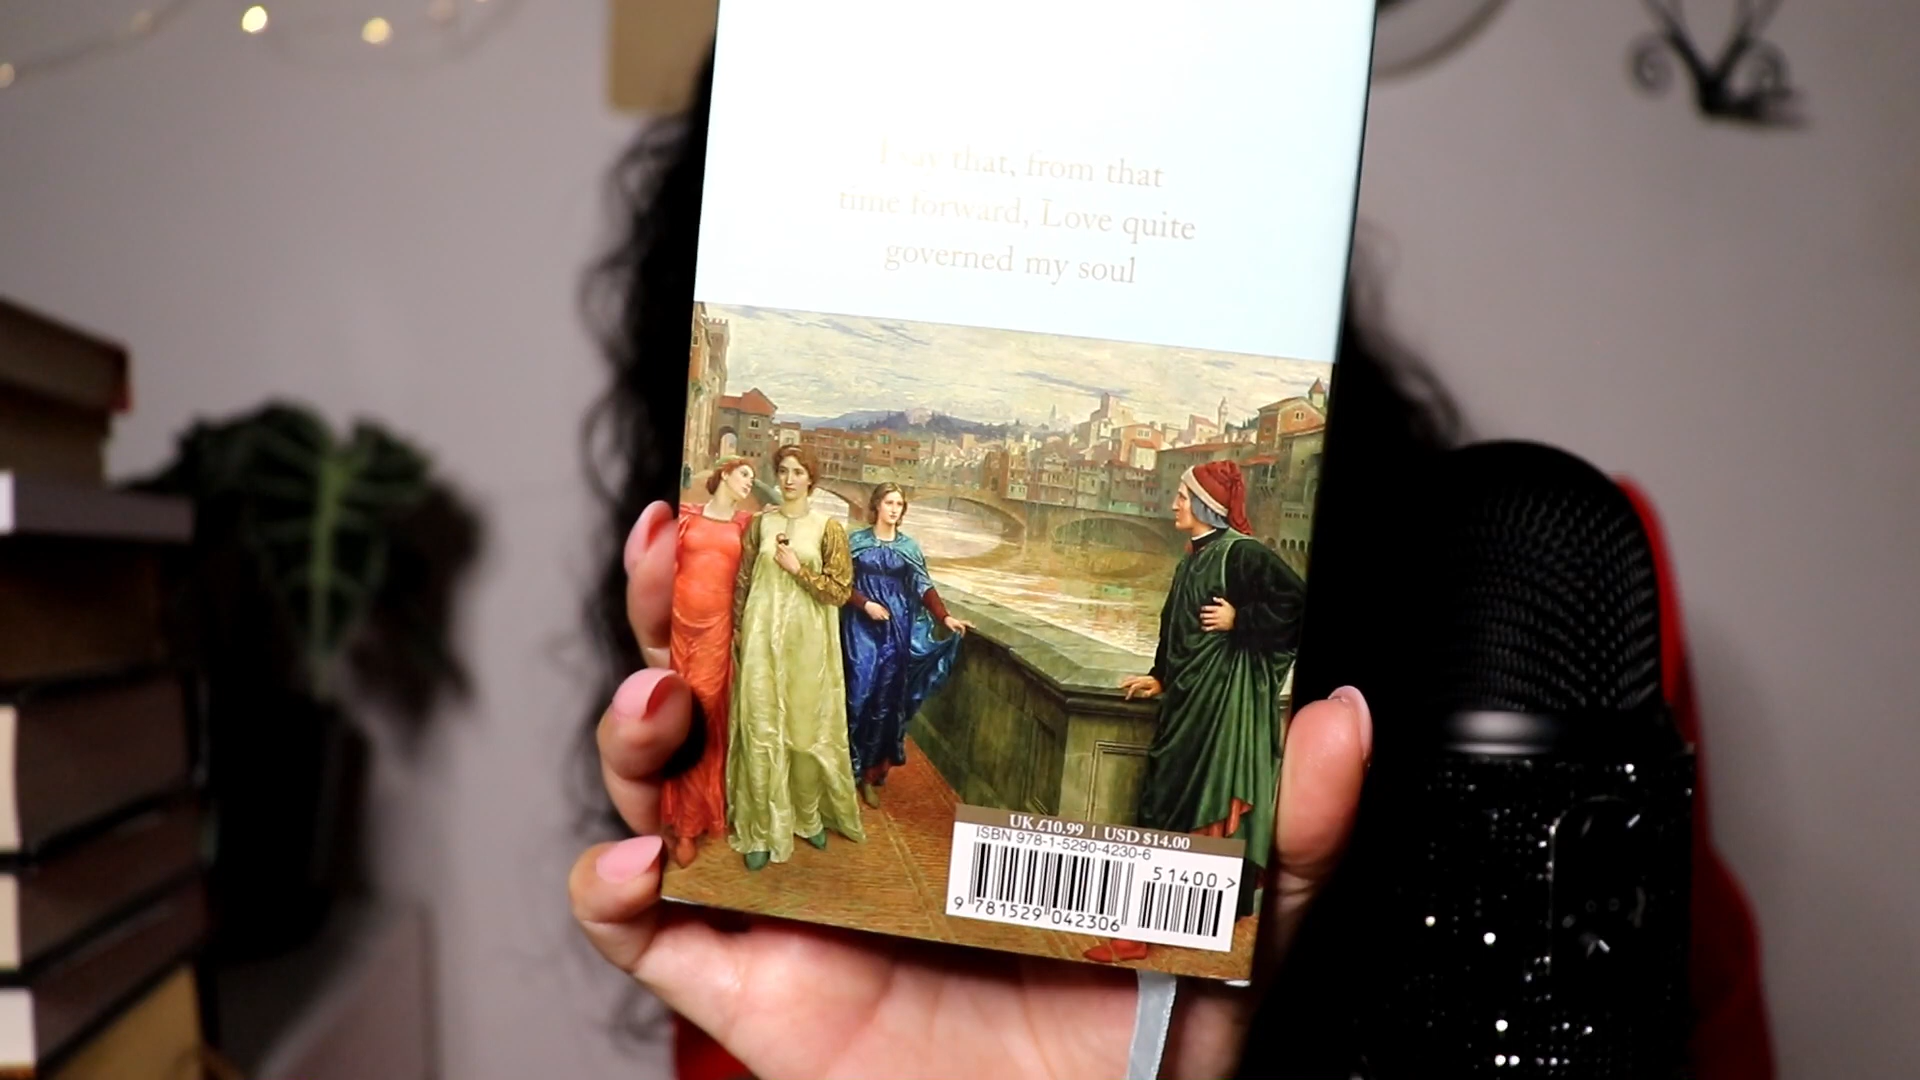 I say that, from that
time forward, Love quite
governed my soul
UK £10.99 | USD $14.00
ISBN 978-1-5290-4230-6
51400 >
9 781529 042306